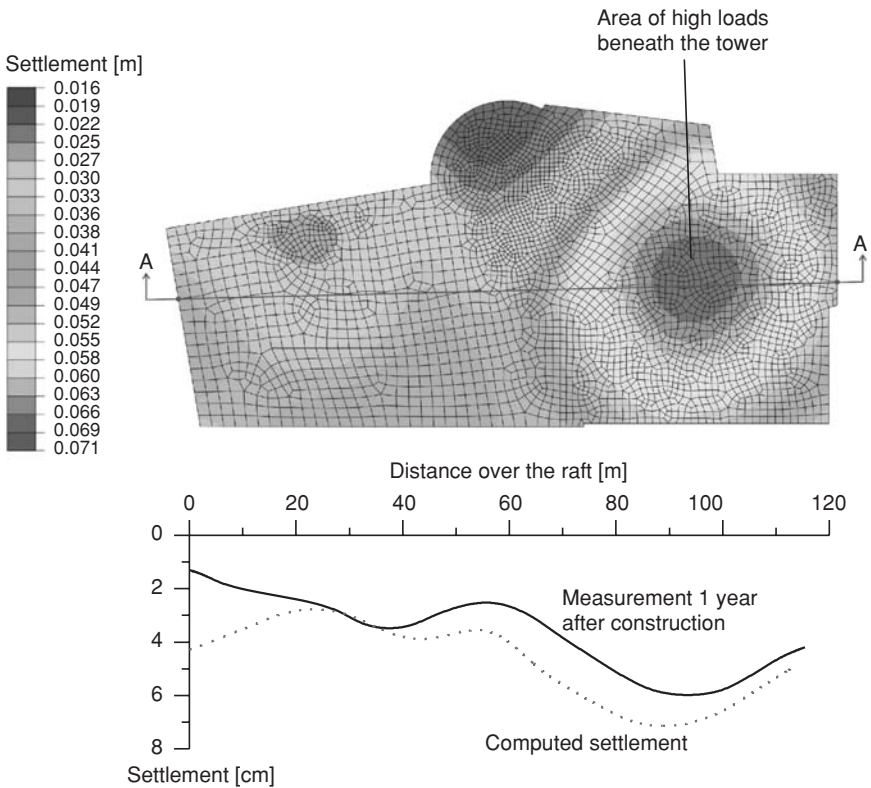 Area of high loads
beneath the tower
Settlement [m]
0.016
0.019
0.022
0.025
0.027
0.030
0.033
0.036
0.038
0.041
0.044
0.047
0.049
0.052
0.055
0.058
0.060
0.063
0.066
0.069
0.071
A
A
Distance over the raft [m]
0 20 40 60 80 100 120
0
2
4
6
8
Measurement 1 year
after construction
Computed settlement
Settlement [cm]